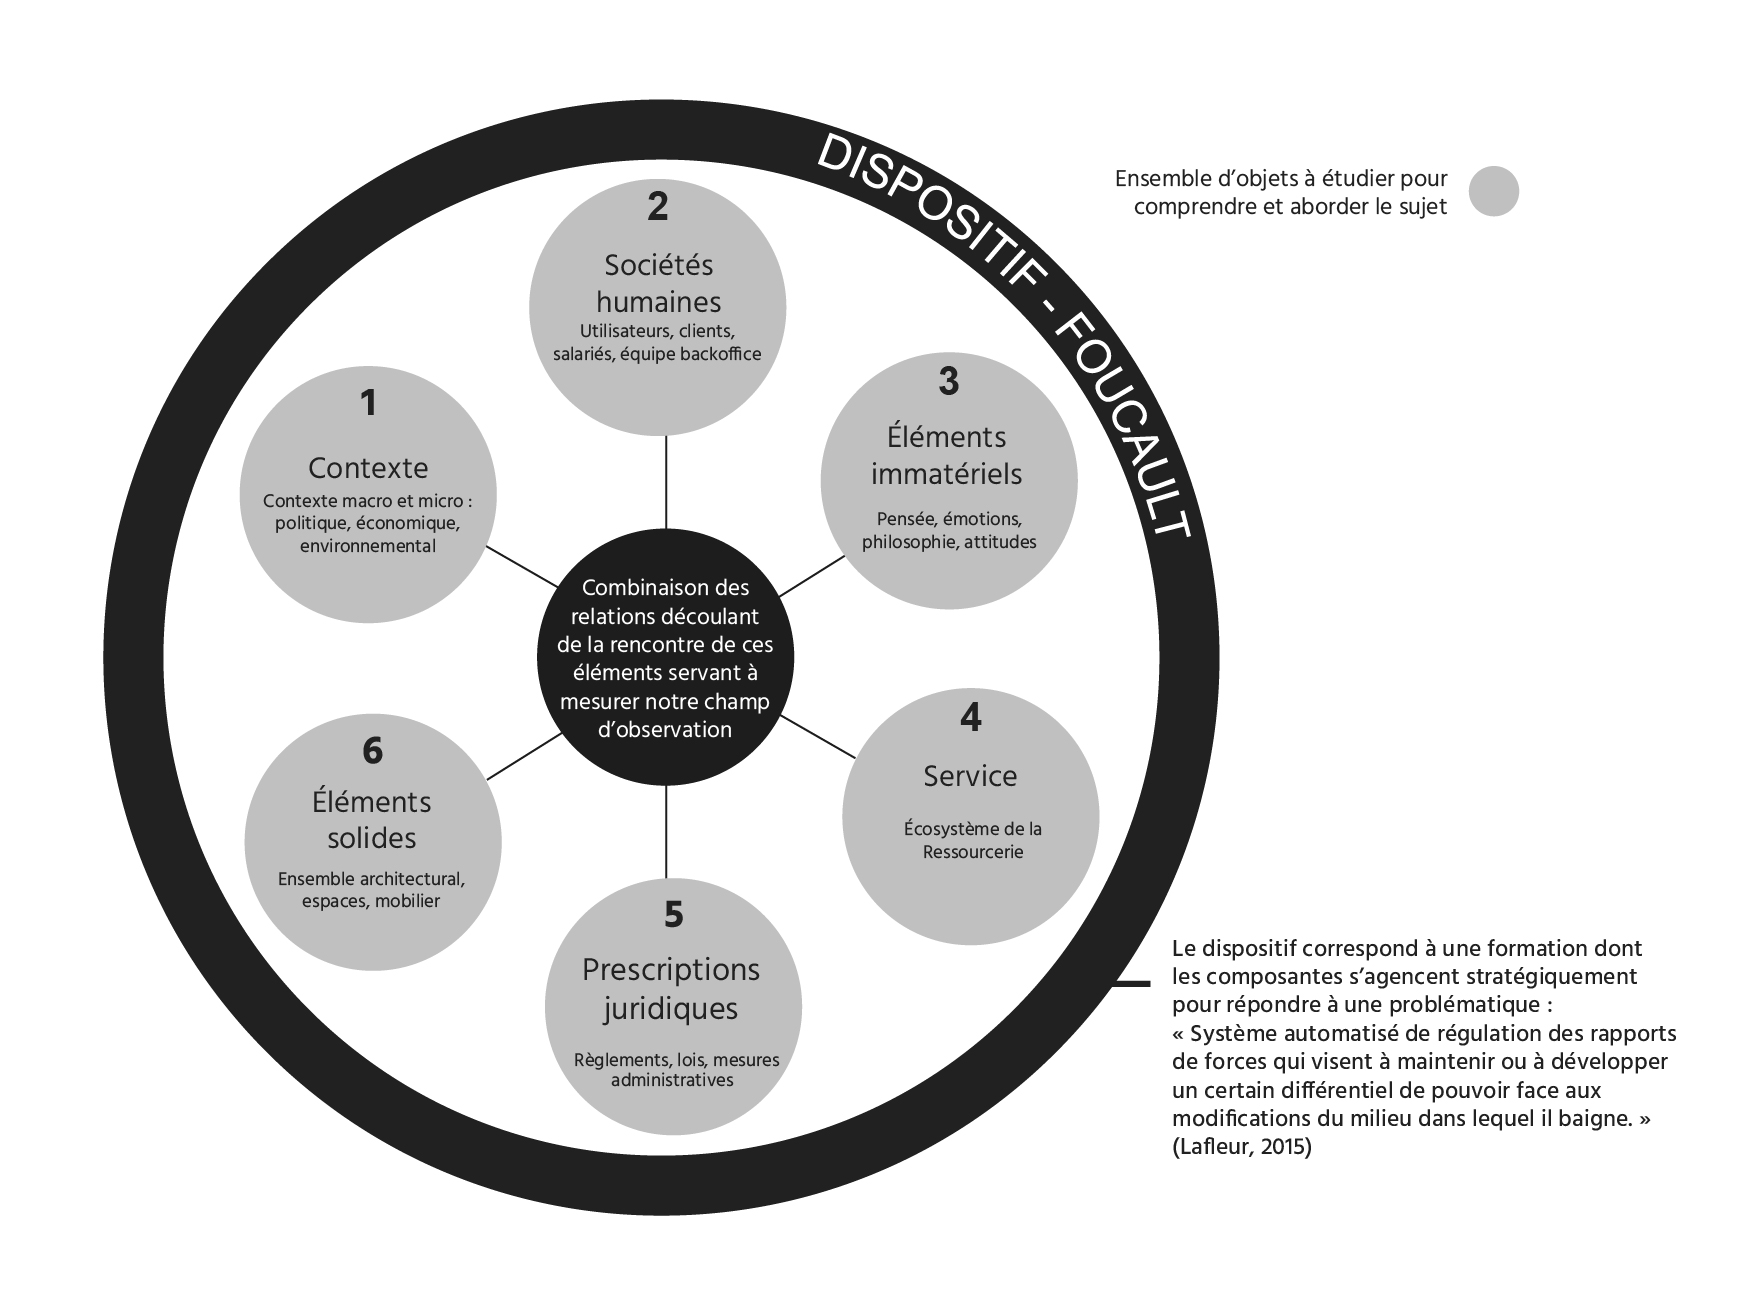 DISPOSITIF - FOUCAULT
Ensemble d’objets à étudier pour
comprendre et aborder le sujet
1
Contexte
Contexte macro et micro :
politique, économique,
environnemental
2
Sociétés
humaines
Utilisateurs, clients,
salariés, équipe backoffice
3
Éléments
immatériels
Pensée, émotions,
philosophie, attitudes
Combinaison des
relations découlant
de la rencontre de ces
éléments servant à
mesurer notre champ
d’observation
4
Service
Écosystème de la
Ressourcerie
5
Prescriptions
juridiques
Règlements, lois, mesures
administratives
6
Éléments
solides
Ensemble architectural,
espaces, mobilier
Le dispositif correspond à une formation dont
les composantes s’agencent stratégiquement
pour répondre à une problématique :
« Système automatisé de régulation des rapports
de forces qui visent à maintenir ou à développer
un certain différentiel de pouvoir face aux
modifications du milieu dans lequel il baigne. »
(Lafleur, 2015)